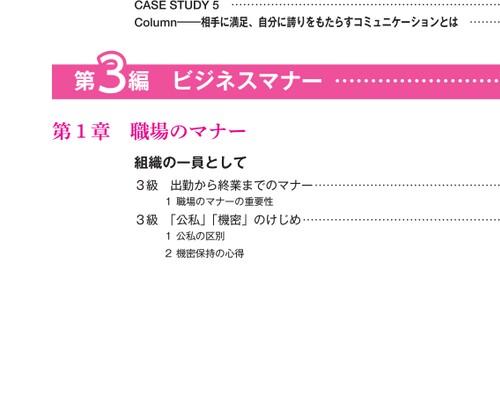 CASE STUDY 5 ……………………………
Column――相手に満足、自分に誇りをもたらすコミュニケーションとは ……
第3編 ビジネスマナー ……………………
第1章 職場のマナー
組織の一員として
3級 出勤から終業までのマナー……………………
1 職場のマナーの重要性
3級 「公私」「機密」のけじめ……………………
1 公私の区別
2 機密保持の心得